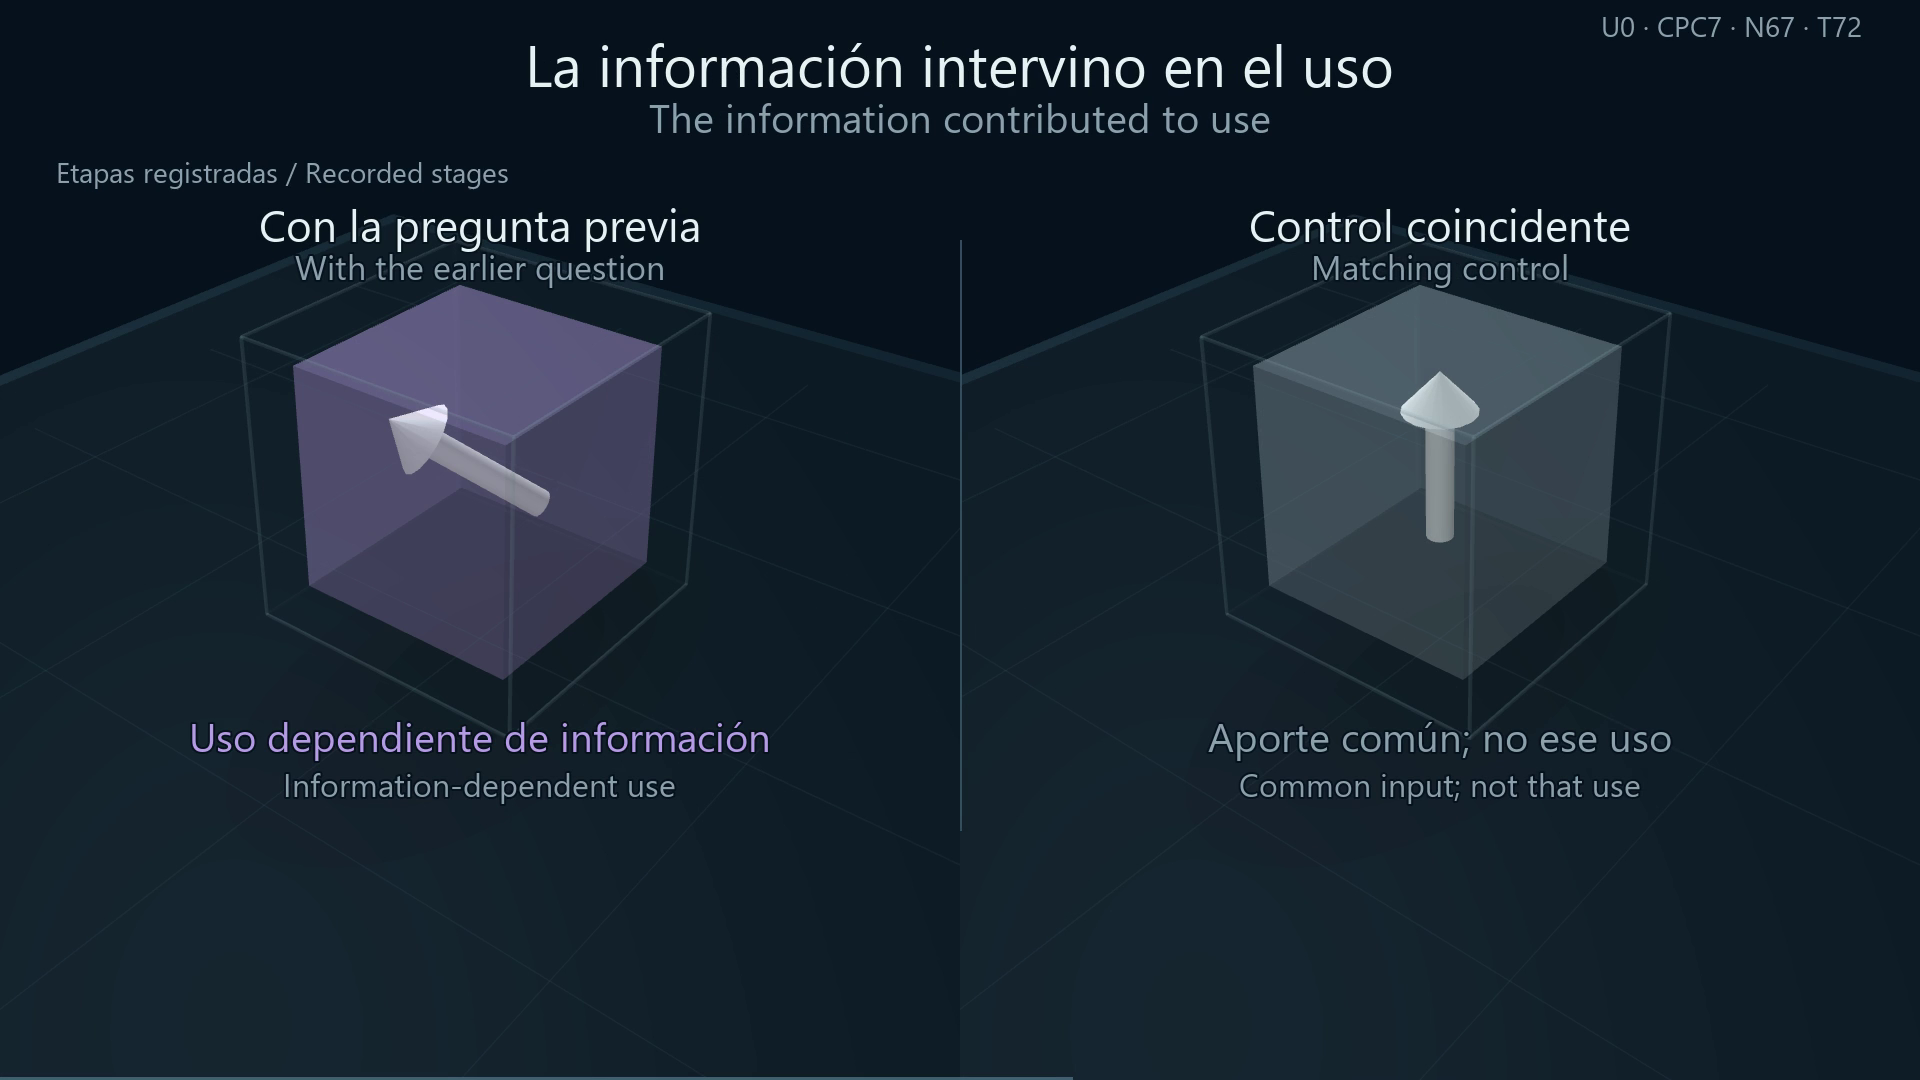 U0 · CPC7 · N67 · T72
La información intervino en el uso
The information contributed to use
Etapas registradas / Recorded stages
Con la pregunta previa
With the earlier question
Control coincidente
Matching control
Uso dependiente de información
Information-dependent use
Aporte común; no ese uso
Common input; not that use